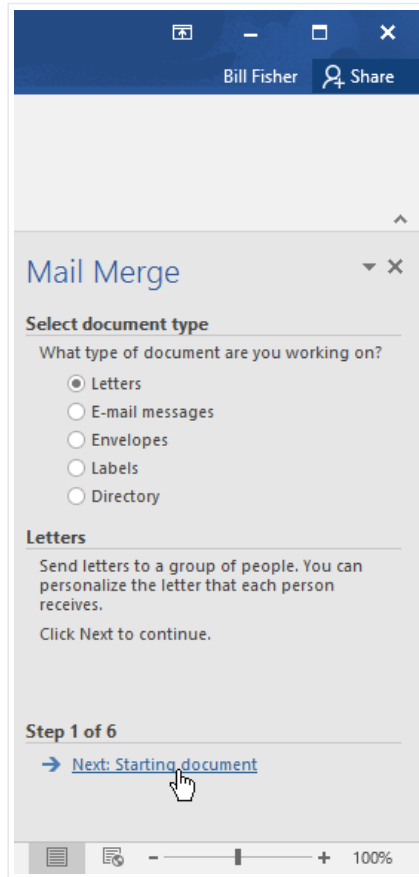 Bill Fisher Share
Mail Merge
Select document type
What type of document are you working on?
Letters
E-mail messages
Envelopes
Labels
Directory
Letters
Send letters to a group of people. You can
personalize the letter that each person
receives.
Click Next to continue.
Step 1 of 6
Next: Starting document
100%